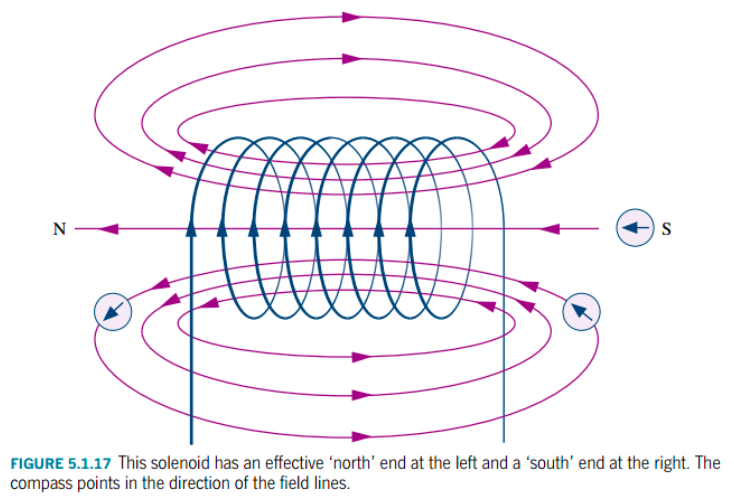 N
S
FIGURE 5.1.17 This solenoid has an effective ‘north’ end at the left and a ‘south’ end at the right. The
compass points in the direction of the field lines.